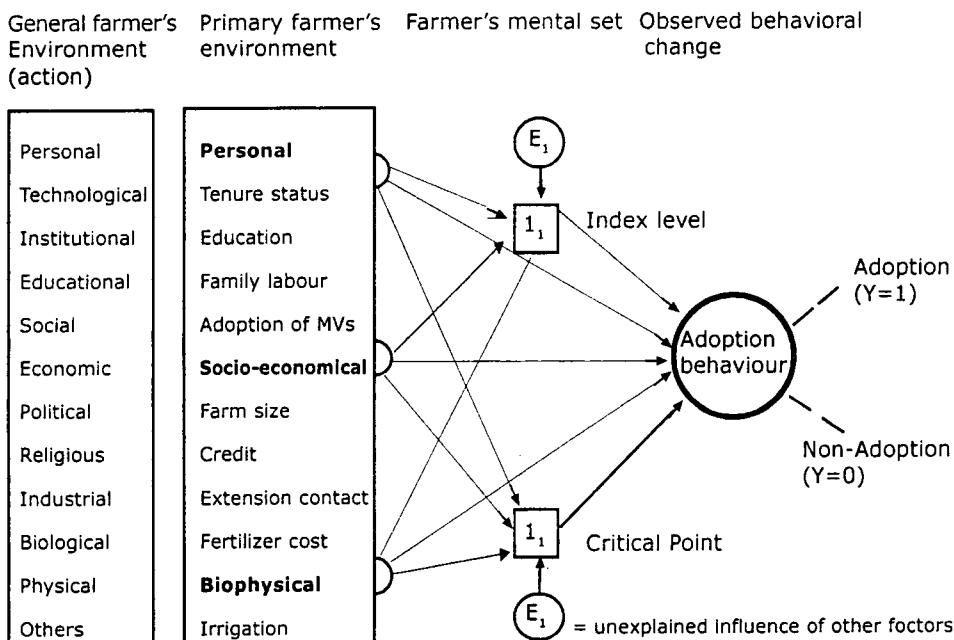 General farmer's
Environment
(action)
Primary farmer's
environment
Farmer's mental set
Observed behavioral
change
Personal
Technological
Institutional
Educational
Social
Economic
Political
Religious
Industrial
Biological
Physical
Others
Personal
Tenure status
Education
Family labour
Adoption of MVs
Socio-economical
Farm size
Credit
Extension contact
Fertilizer cost
Biophysical
Irrigation
E₁
1₁
Index level
1₁
Critical Point
E₁
= unexplained influence of other foctors
Adoption
behaviour
Adoption
(Y=1)
Non-Adoption
(Y=0)